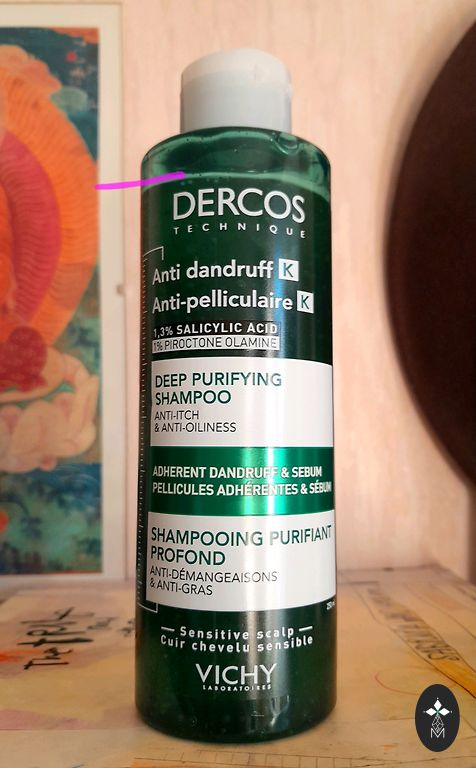 DERCOS
TECHNIQUE
Anti dandruff K
Anti-pelliculaire K
1,3% SALICYLIC ACID
1% PIROCTONE OLAMINE
DEEP PURIFYING
SHAMPOO
ANTI-ITCH
& ANTI-OILINESS
ADHERENT DANDRUFF & SEBUM
PELLICULES ADHÉRENTES & SÉBUM
SHAMPOOING PURIFIANT
PROFOND
ANTI-DÉMANGEAISONS
& ANTI-GRAS
Sensitive scalp
Cuir chevelu sensible
VICHY
LABORATOIRES